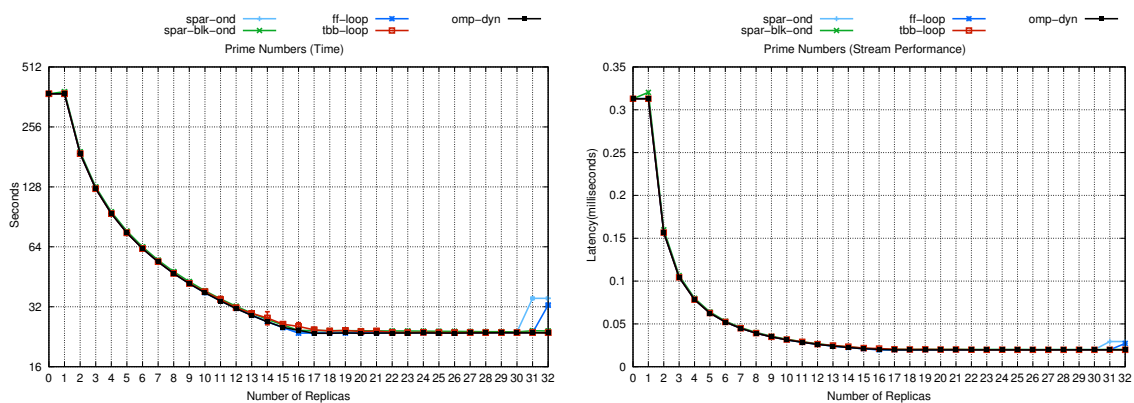 spar-ond
spar-blk-ond
ff-loop
tbb-loop
omp-dyn
Prime Numbers (Time)
512
256
128
64
32
16
Seconds
0 1 2 3 4 5 6 7 8 9 10 11 12 13 14 15 16 17 18 19 20 21 22 23 24 25 26 27 28 29 30 31 32
Number of Replicas
spar-ond
spar-blk-ond
ff-loop
tbb-loop
omp-dyn
Prime Numbers (Stream Performance)
0.35
0.3
0.25
0.2
0.15
0.1
0.05
0
Latency(milliseconds)
0 1 2 3 4 5 6 7 8 9 10 11 12 13 14 15 16 17 18 19 20 21 22 23 24 25 26 27 28 29 30 31 32
Number of Replicas